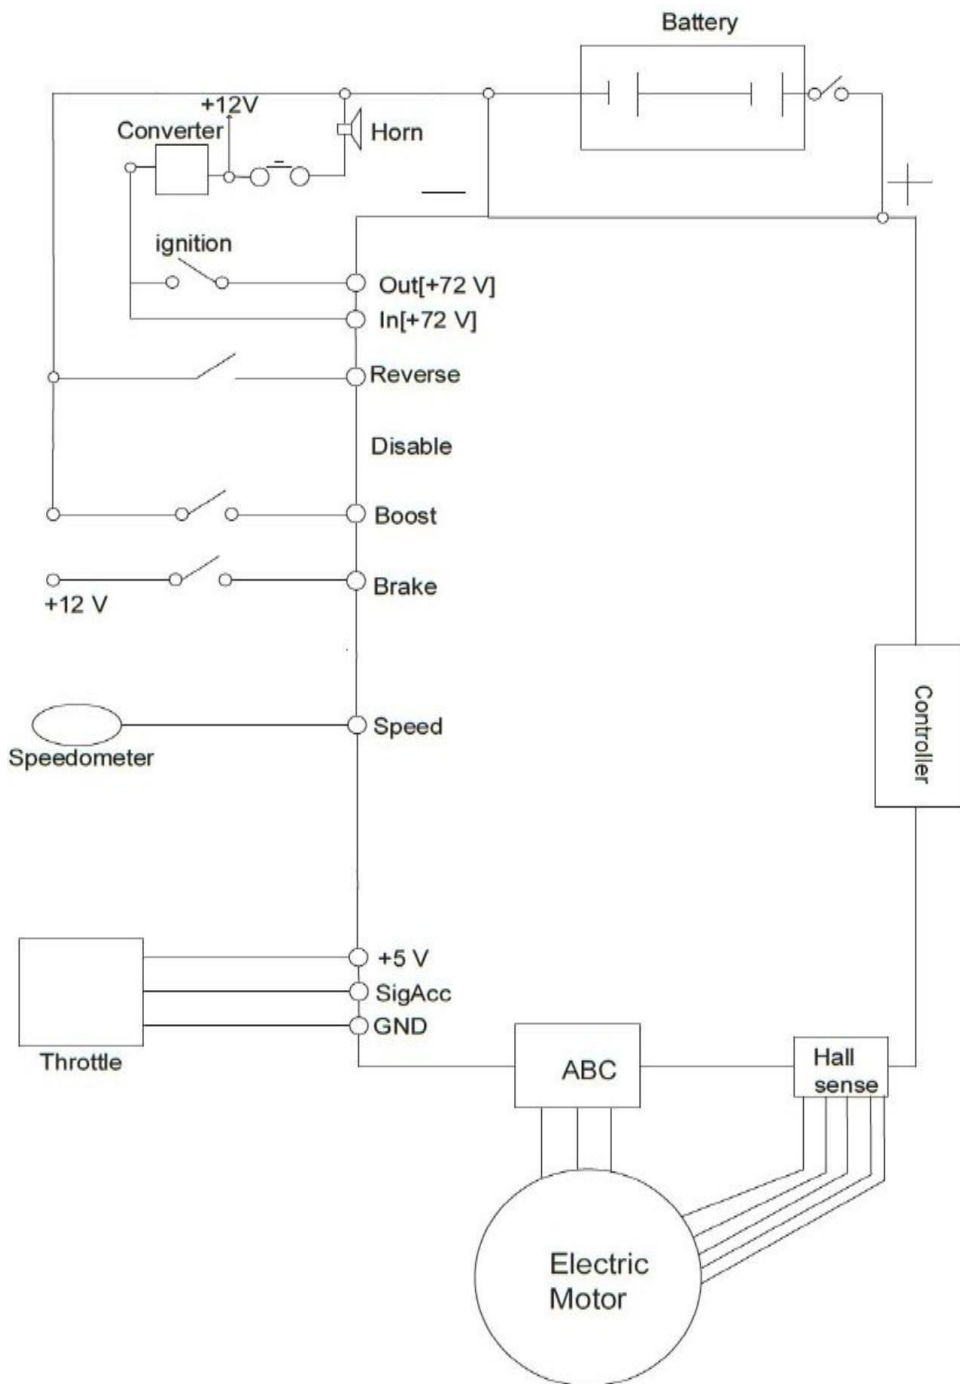 Battery
+12V
Converter
Horn
ignition
Out[+72 V]
In[+72 V]
Reverse
Disable
Boost
Brake
+12 V
Speed
Speedometer
Controller
+5 V
SigAcc
GND
Throttle
ABC
Hall
sense
Electric
Motor